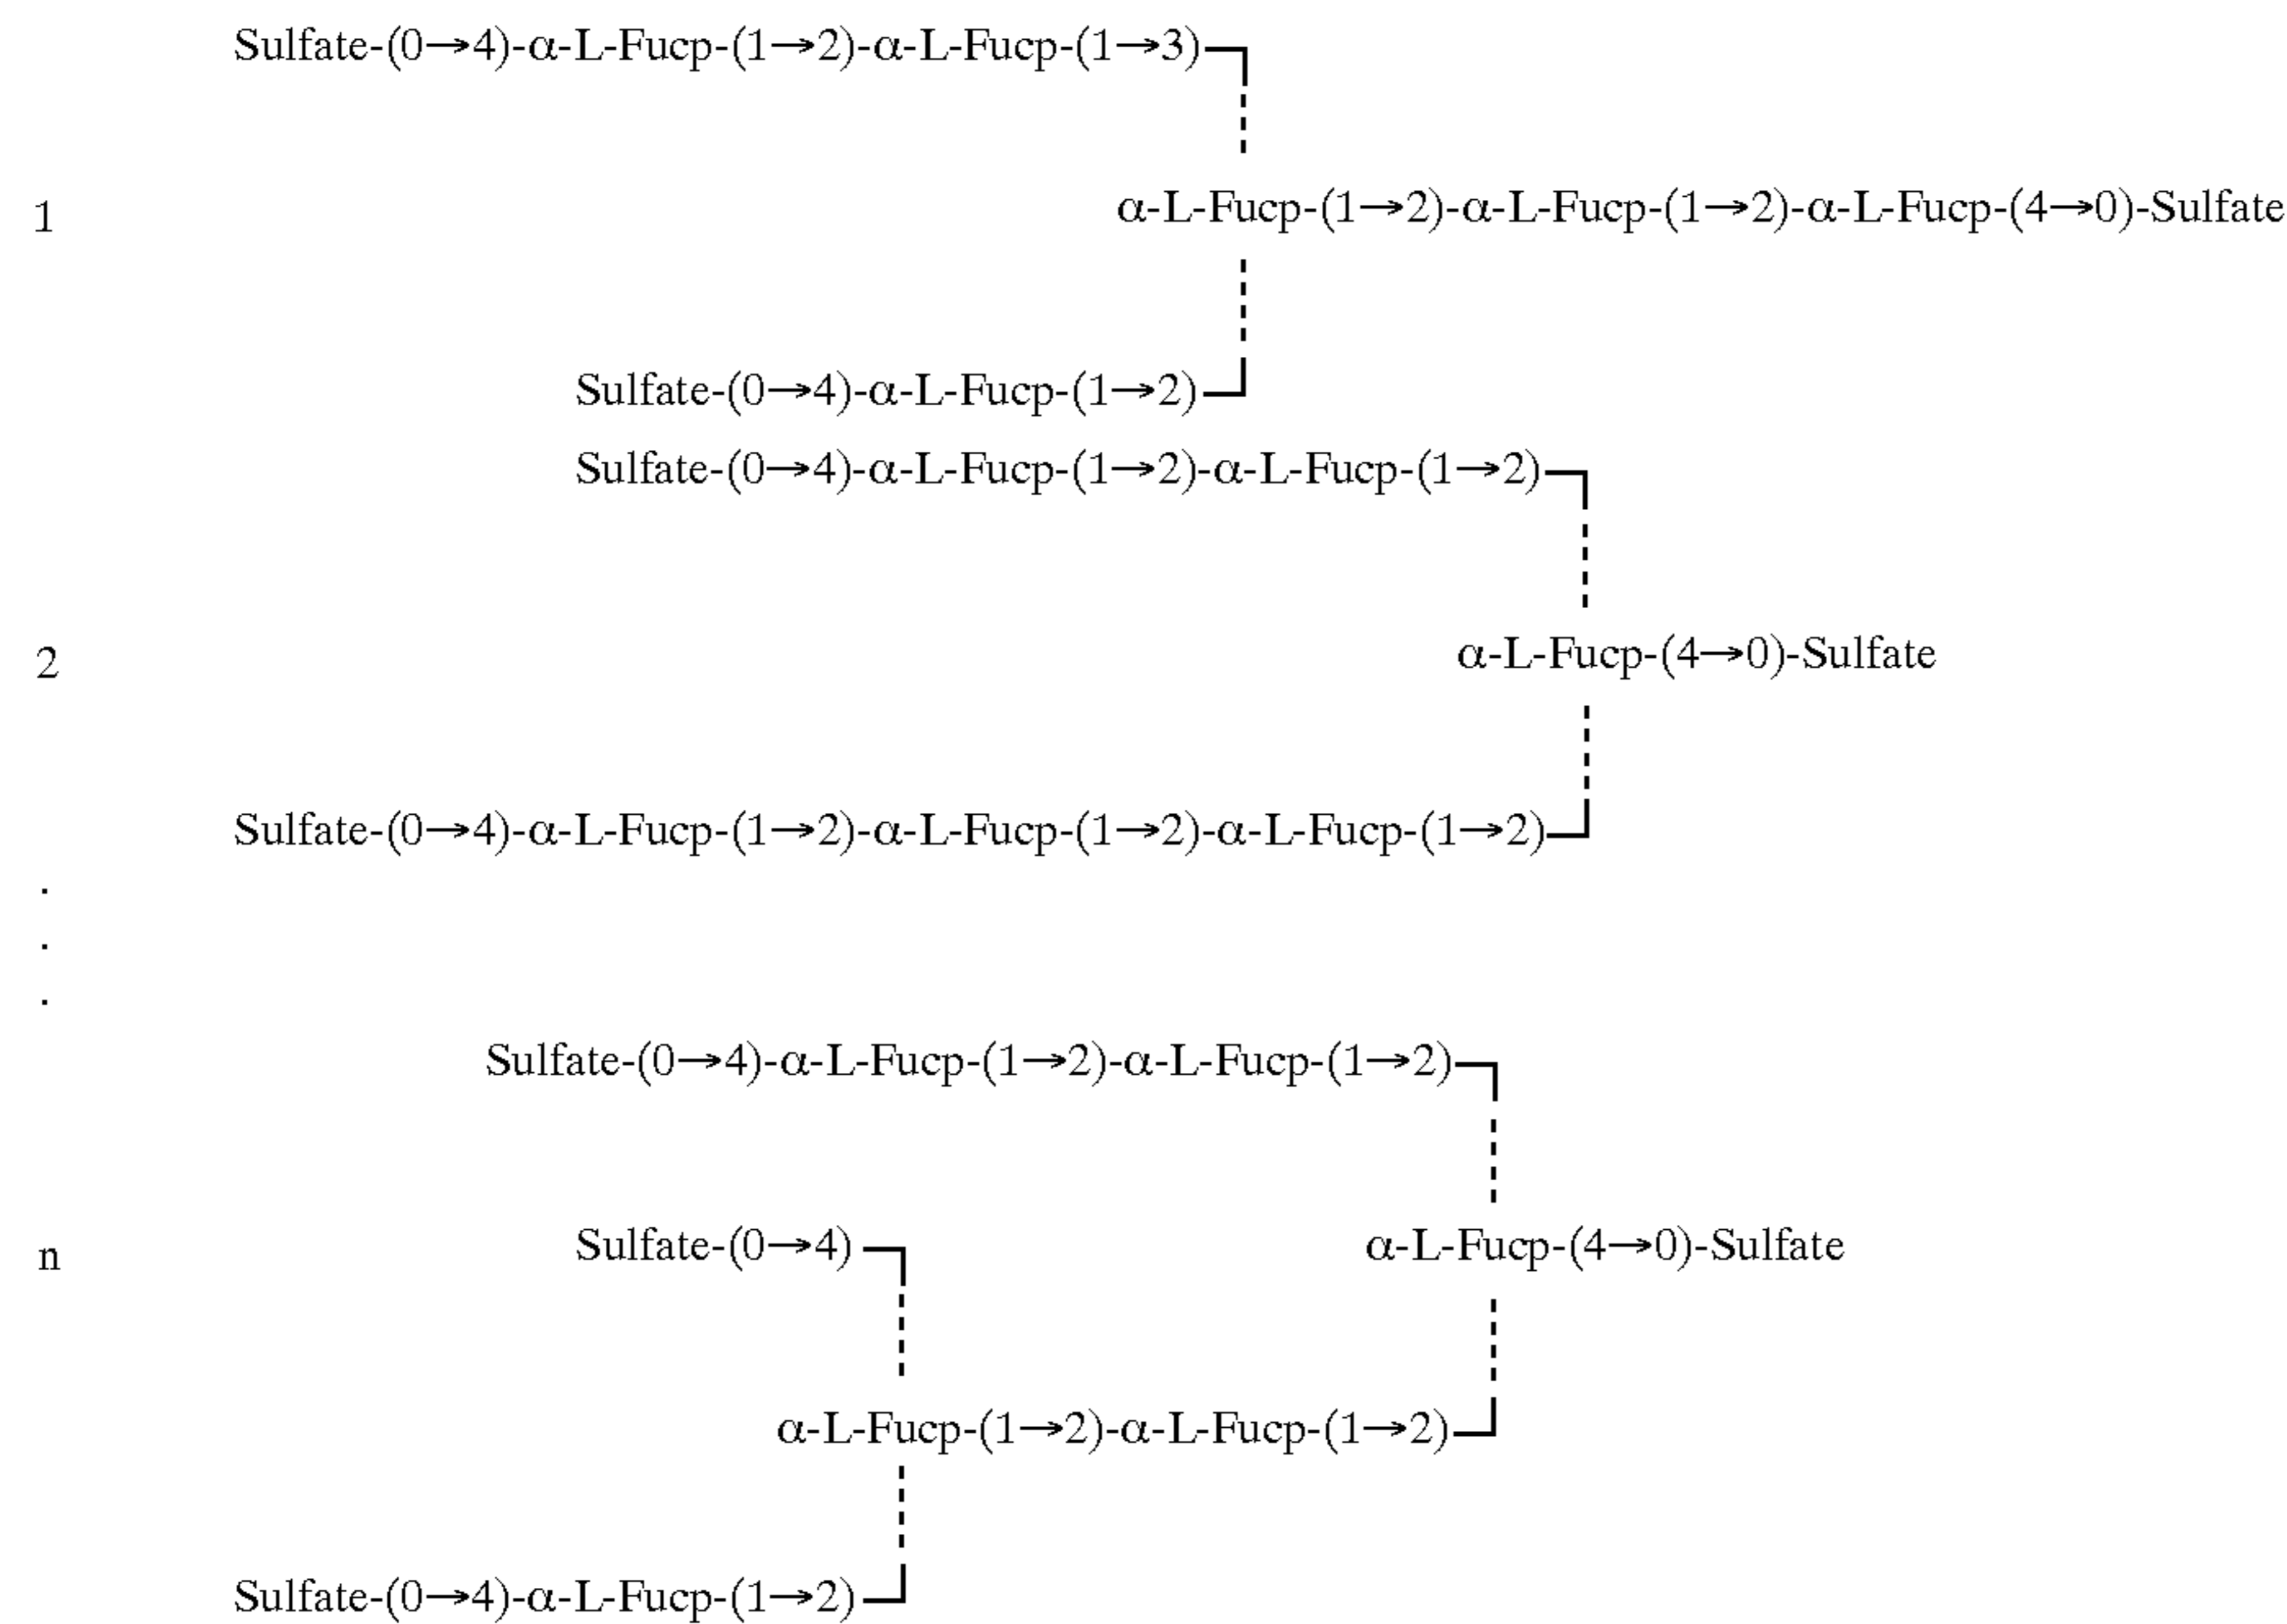 Sulfate-(0→4)-α-L-Fucp-(1→2)-α-L-Fucp-(1→3)
1
α-L-Fucp-(1→2)-α-L-Fucp-(1→2)-α-L-Fucp-(4→0)-Sulfate
Sulfate-(0→4)-α-L-Fucp-(1→2)
Sulfate-(0→4)-α-L-Fucp-(1→2)-α-L-Fucp-(1→2)
2
α-L-Fucp-(4→0)-Sulfate
Sulfate-(0→4)-α-L-Fucp-(1→2)-α-L-Fucp-(1→2)-α-L-Fucp-(1→2)
.
.
.
Sulfate-(0→4)-α-L-Fucp-(1→2)-α-L-Fucp-(1→2)
n
Sulfate-(0→4)
α-L-Fucp-(4→0)-Sulfate
α-L-Fucp-(1→2)-α-L-Fucp-(1→2)
Sulfate-(0→4)-α-L-Fucp-(1→2)